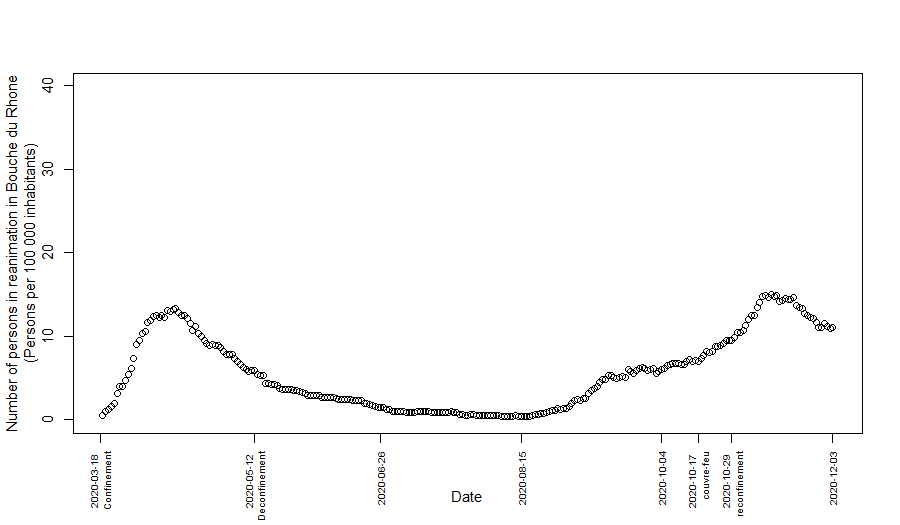 Number of persons in reanimation in Bouche du Rhone
(Persons per 100 000 inhabitants)
40
30
20
10
0
2020-03-18
Confinement
2020-05-12
Deconfinement
2020-06-26
2020-08-15
2020-10-04
2020-10-17
couvre-feu
2020-10-29
reconfinement
2020-12-03
Date